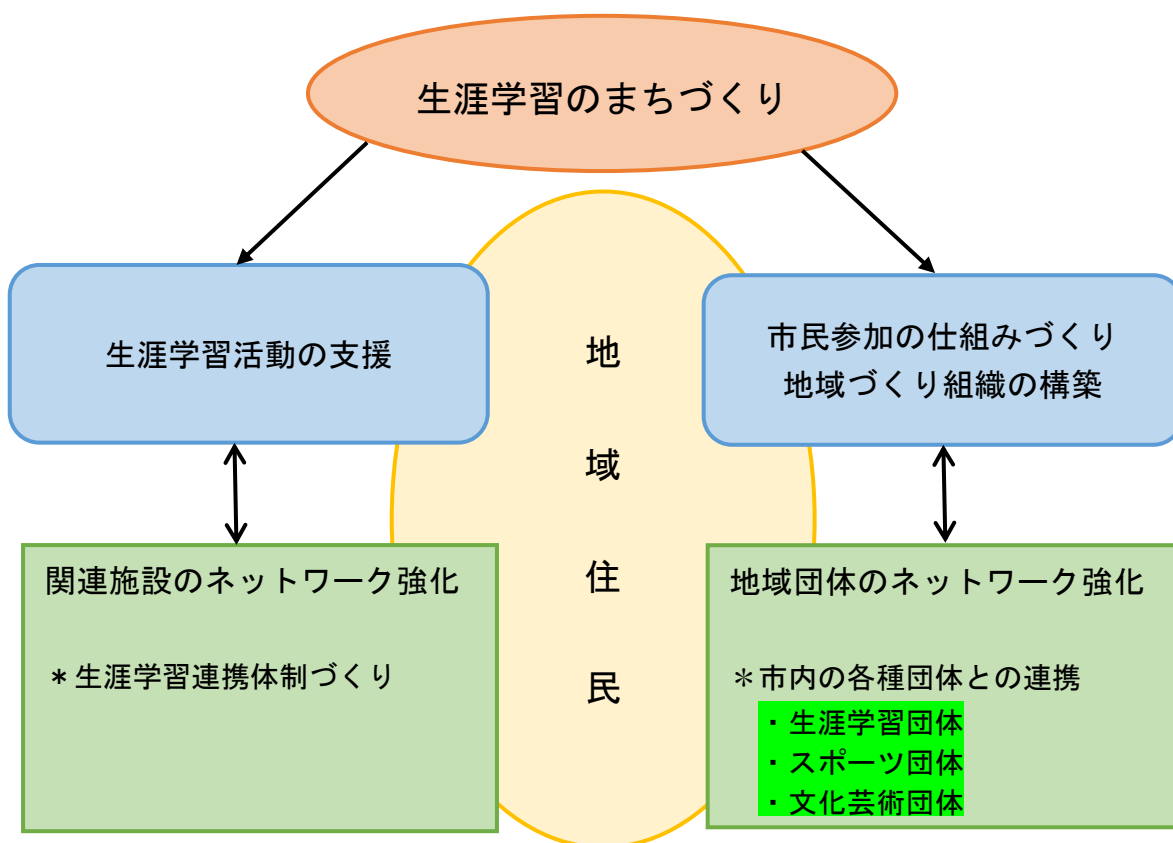 生涯学習のまちづくり
生涯学習活動の支援
市民参加の仕組みづくり
地域づくり組織の構築
地域住民
関連施設のネットワーク強化
*生涯学習連携体制づくり
地域団体のネットワーク強化
＊市内の各種団体との連携
・生涯学習団体
・スポーツ団体
・文化芸術団体